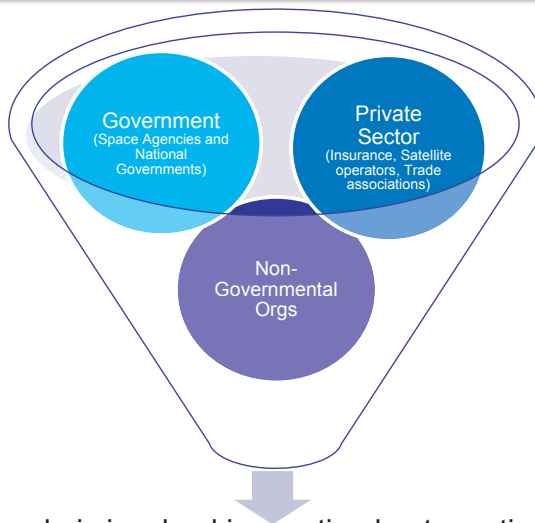 Government
(Space Agencies and
National
Governments)
Private
Sector
(Insurance, Satellite
operators, Trade
associations)
Non-
Governmental
Orgs